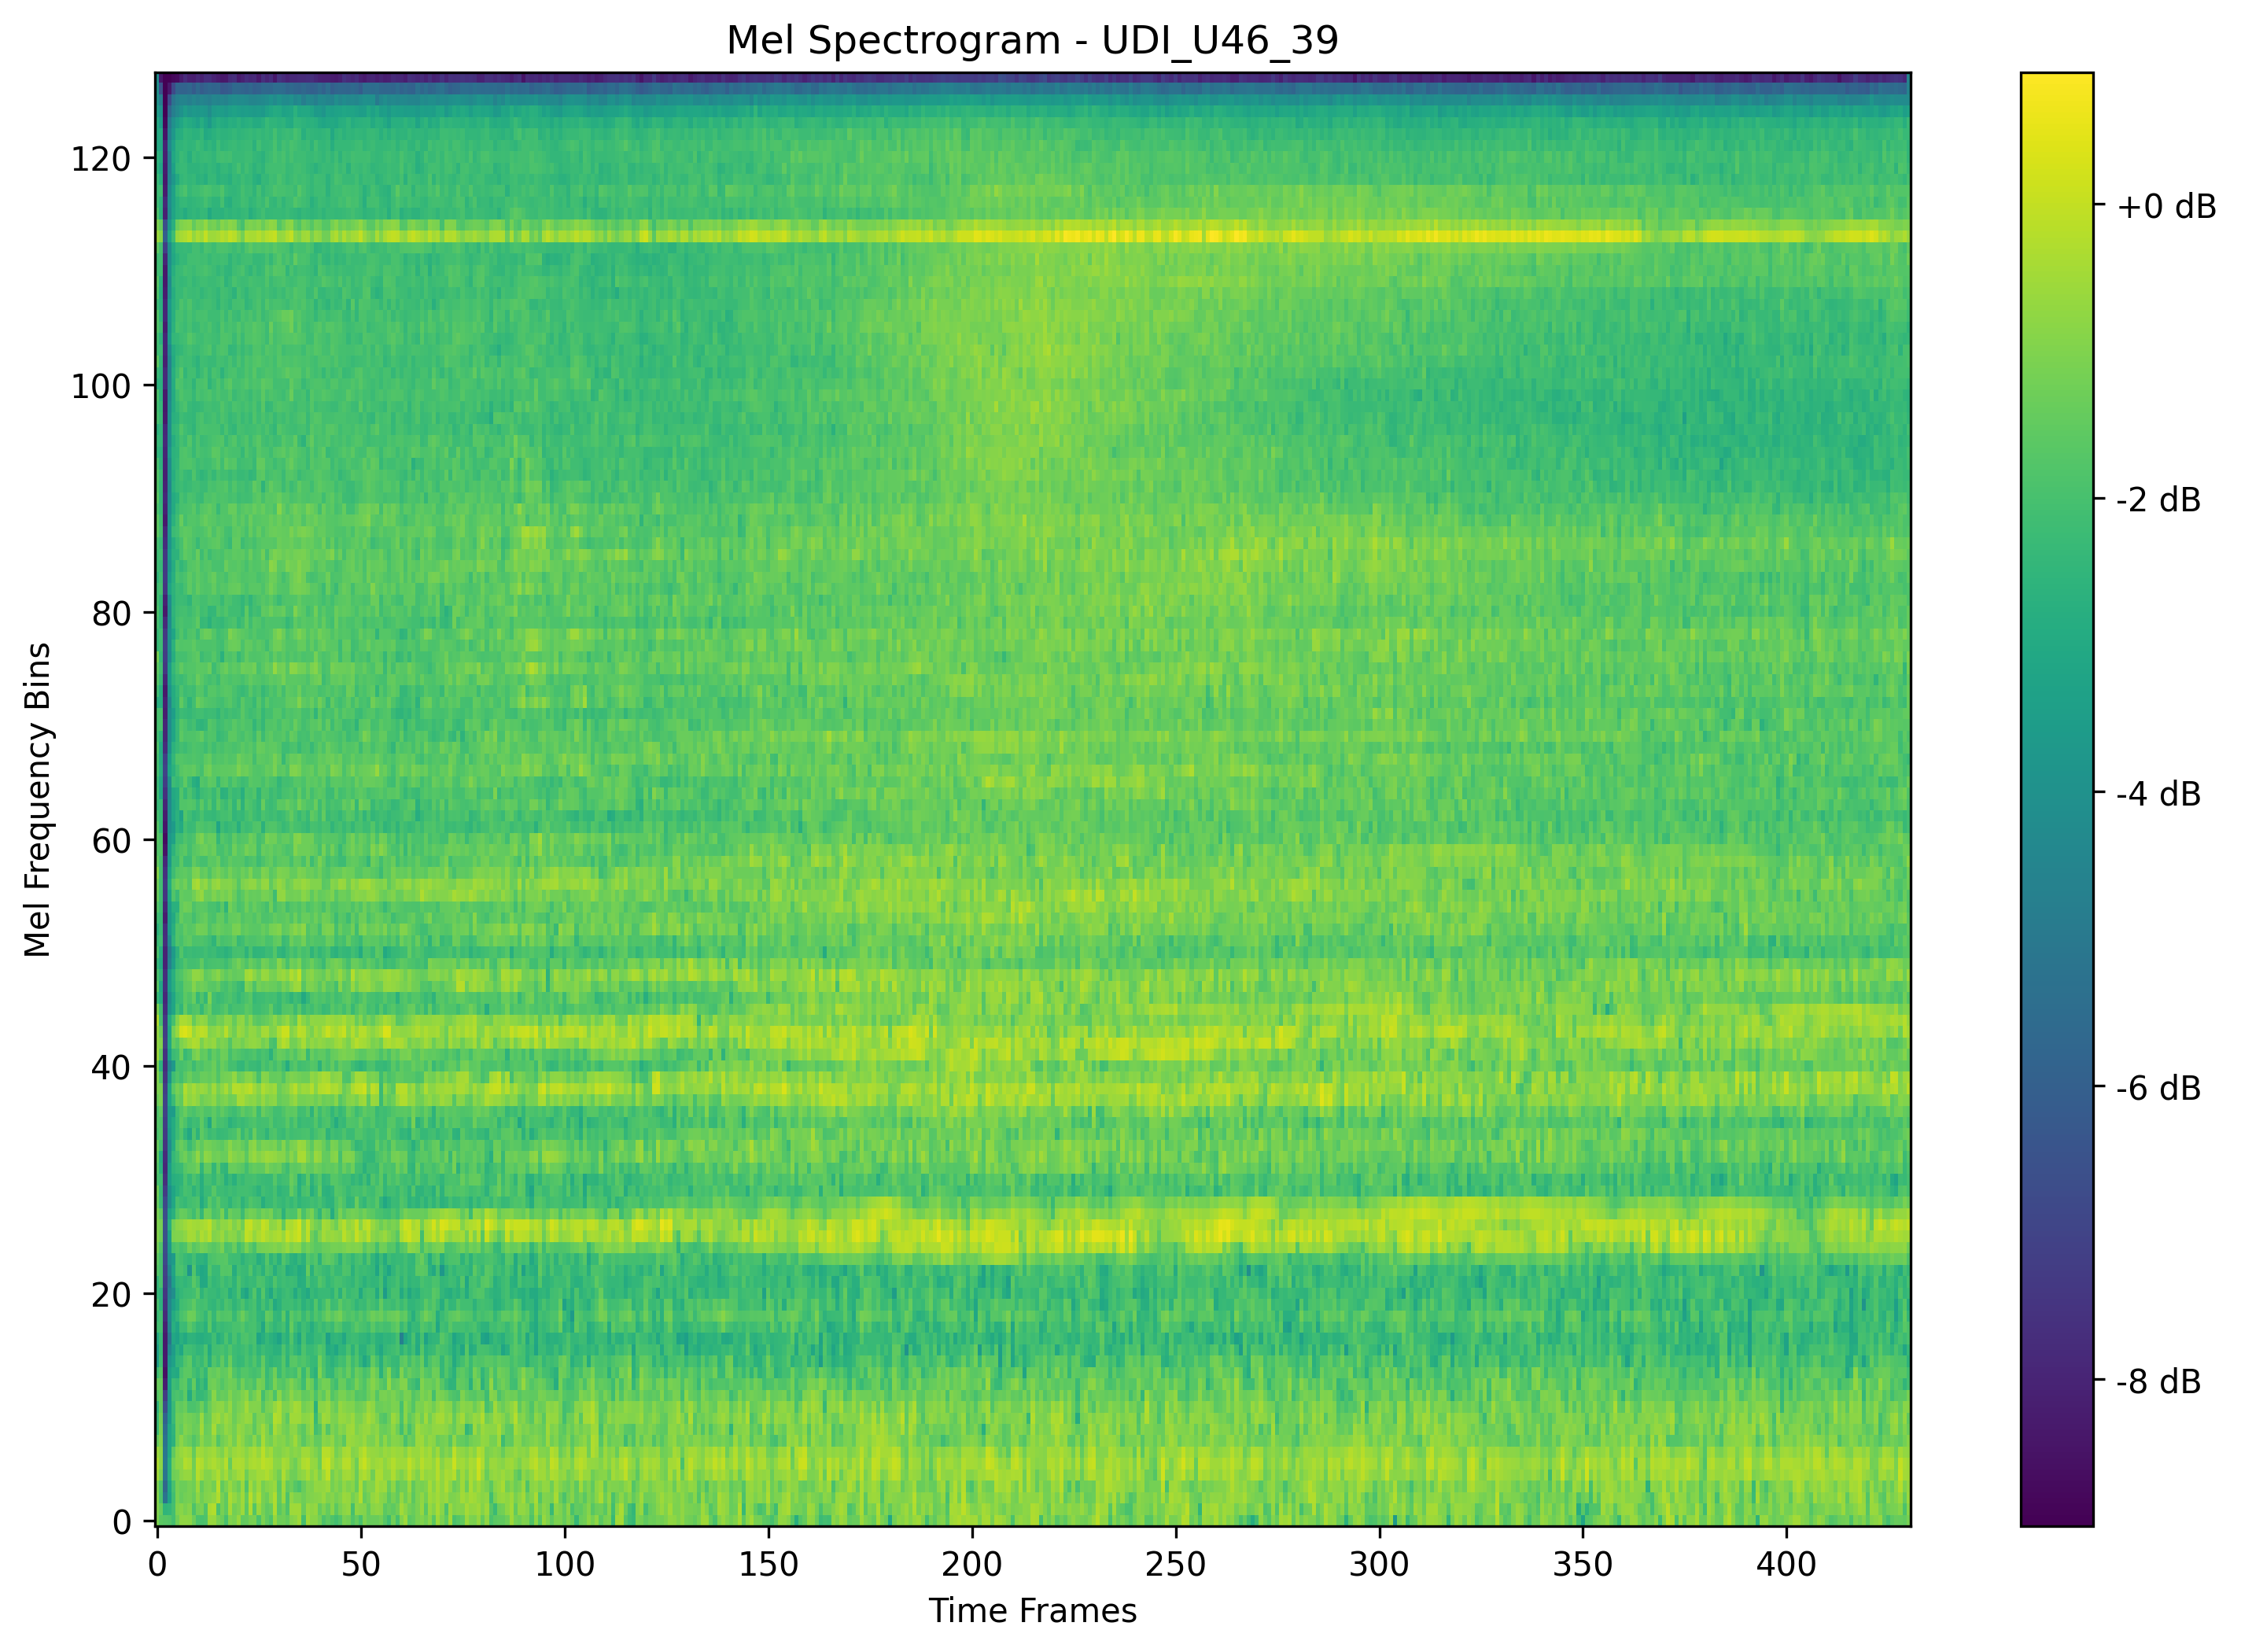 Mel Spectrogram - UDI_U46_39
Mel Frequency Bins
120
100
80
60
40
20
0
0 50 100 150 200 250 300 350 400
Time Frames
+0 dB
-2 dB
-4 dB
-6 dB
-8 dB